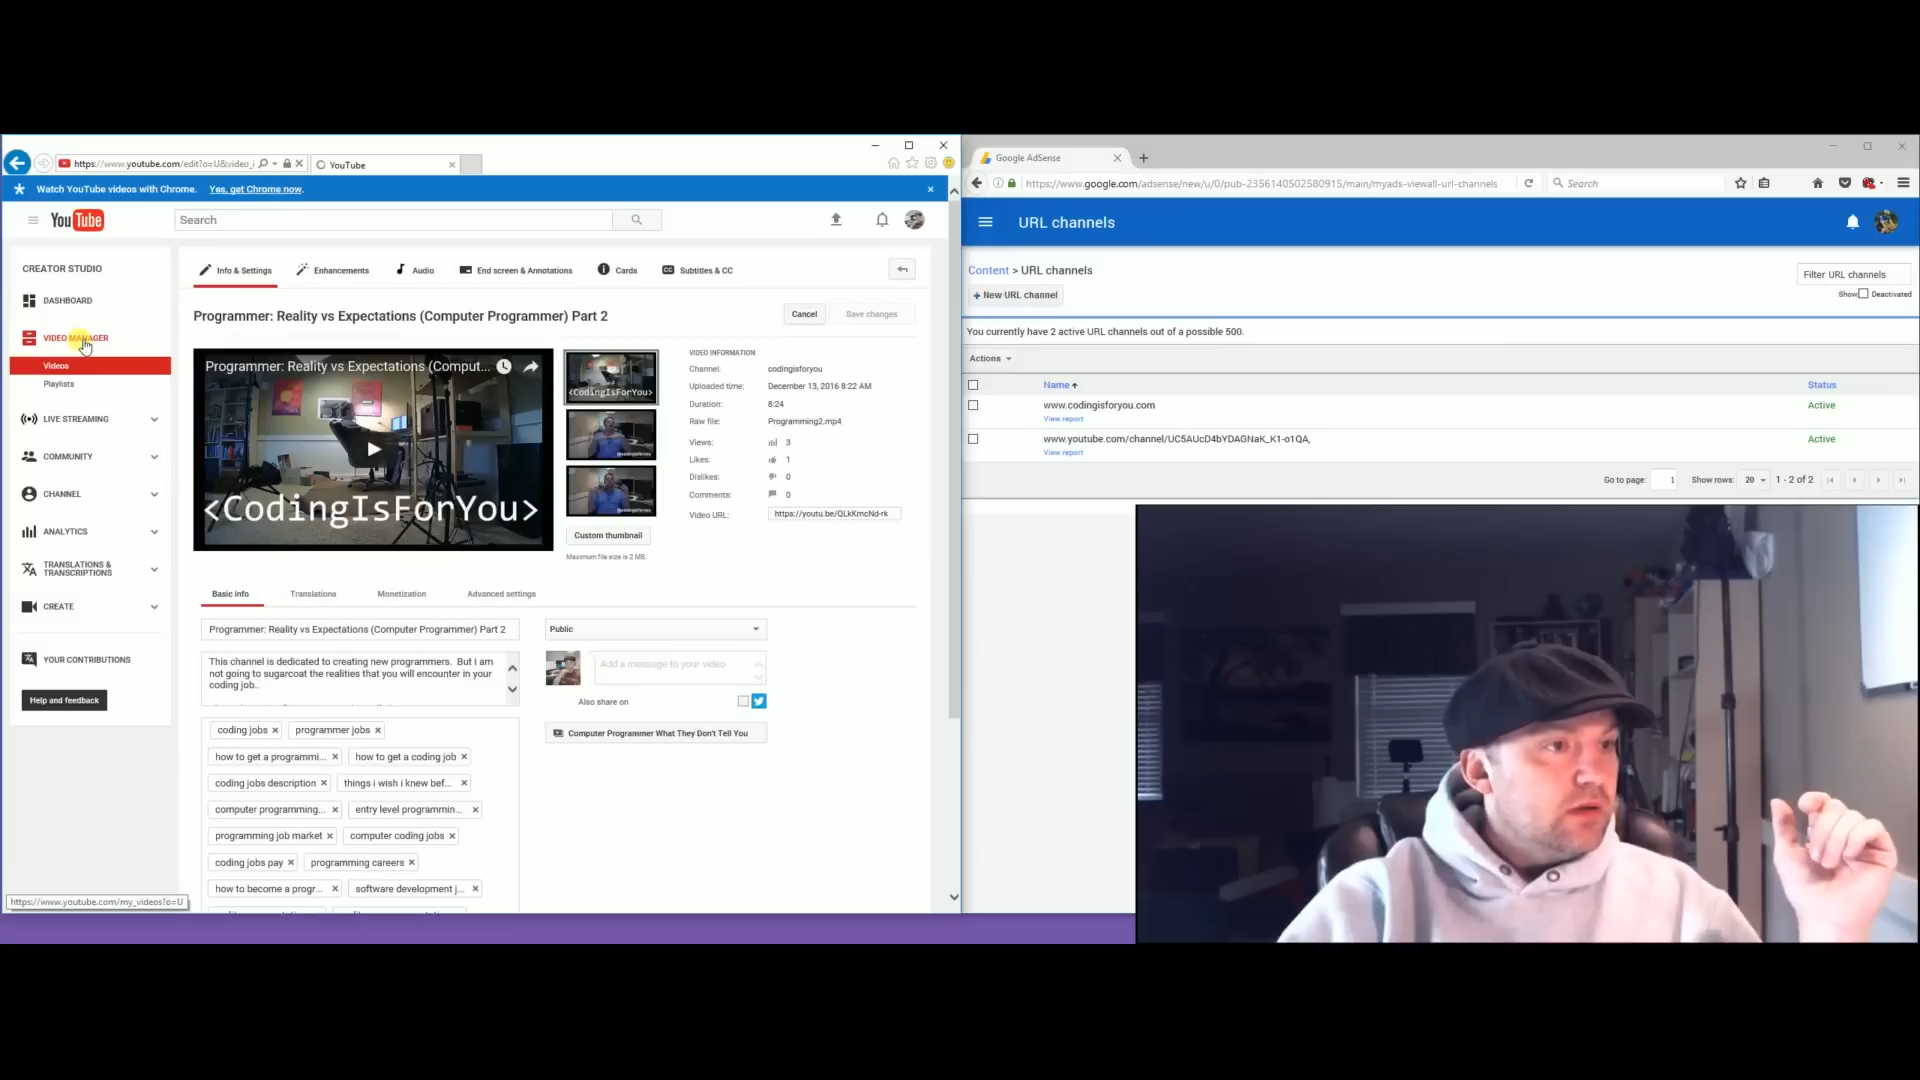 https://www.youtube.com/edit?o=U&video_i
YouTube
Watch YouTube videos with Chrome. Yes, get Chrome now.
YouTube
Search
CREATOR STUDIO
DASHBOARD
VIDEO MANAGER
Videos
Playlists
LIVE STREAMING
COMMUNITY
CHANNEL
ANALYTICS
TRANSLATIONS &
TRANSCRIPTIONS
CREATE
YOUR CONTRIBUTIONS
Help and feedback
https://www.youtube.com/my_videos?o=U
Info & Settings
Enhancements
Audio
End screen & Annotations
Cards
CC Subtitles & CC
Programmer: Reality vs Expectations (Computer Programmer) Part 2
Cancel
Save changes
Programmer: Reality vs Expectations (Comput...
<CodingIsForYou>
<CodingIsForYou>
Custom thumbnail
Maximum file size is 2 MB.
VIDEO INFORMATION
Channel: codingisforyou
Uploaded time: December 13, 2016 8:22 AM
Duration: 8:24
Raw file: Programming2.mp4
Views: 3
Likes: 1
Dislikes: 0
Comments: 0
Video URL: https://youtu.be/QLkKmcNd-rk
Basic info
Translations
Monetization
Advanced settings
Programmer: Reality vs Expectations (Computer Programmer) Part 2
This channel is dedicated to creating new programmers. But I am
not going to sugarcoat the realities that you will encounter in your
coding job..
coding jobs × programmer jobs ×
how to get a programmi... × how to get a coding job ×
coding jobs description × things i wish i knew bef... ×
computer programming... × entry level programmin... ×
programming job market × computer coding jobs ×
coding jobs pay × programming careers ×
how to become a progr... × software development j... ×
Public
Add a message to your video
Also share on
Computer Programmer What They Don't Tell You
Google AdSense
https://www.google.com/adsense/new/u/0/pub-2356140502580915/main/myads-viewall-url-channels
Search
URL channels
Content > URL channels
Filter URL channels
+ New URL channel
Show: Deactivated
You currently have 2 active URL channels out of a possible 500.
Actions
Name
Status
www.codingisforyou.com
Active
View report
www.youtube.com/channel/UC5AUcD4bYDAGNaK_K1-o1QA,
Active
View report
Go to page: 1 Show rows: 20 1 - 2 of 2